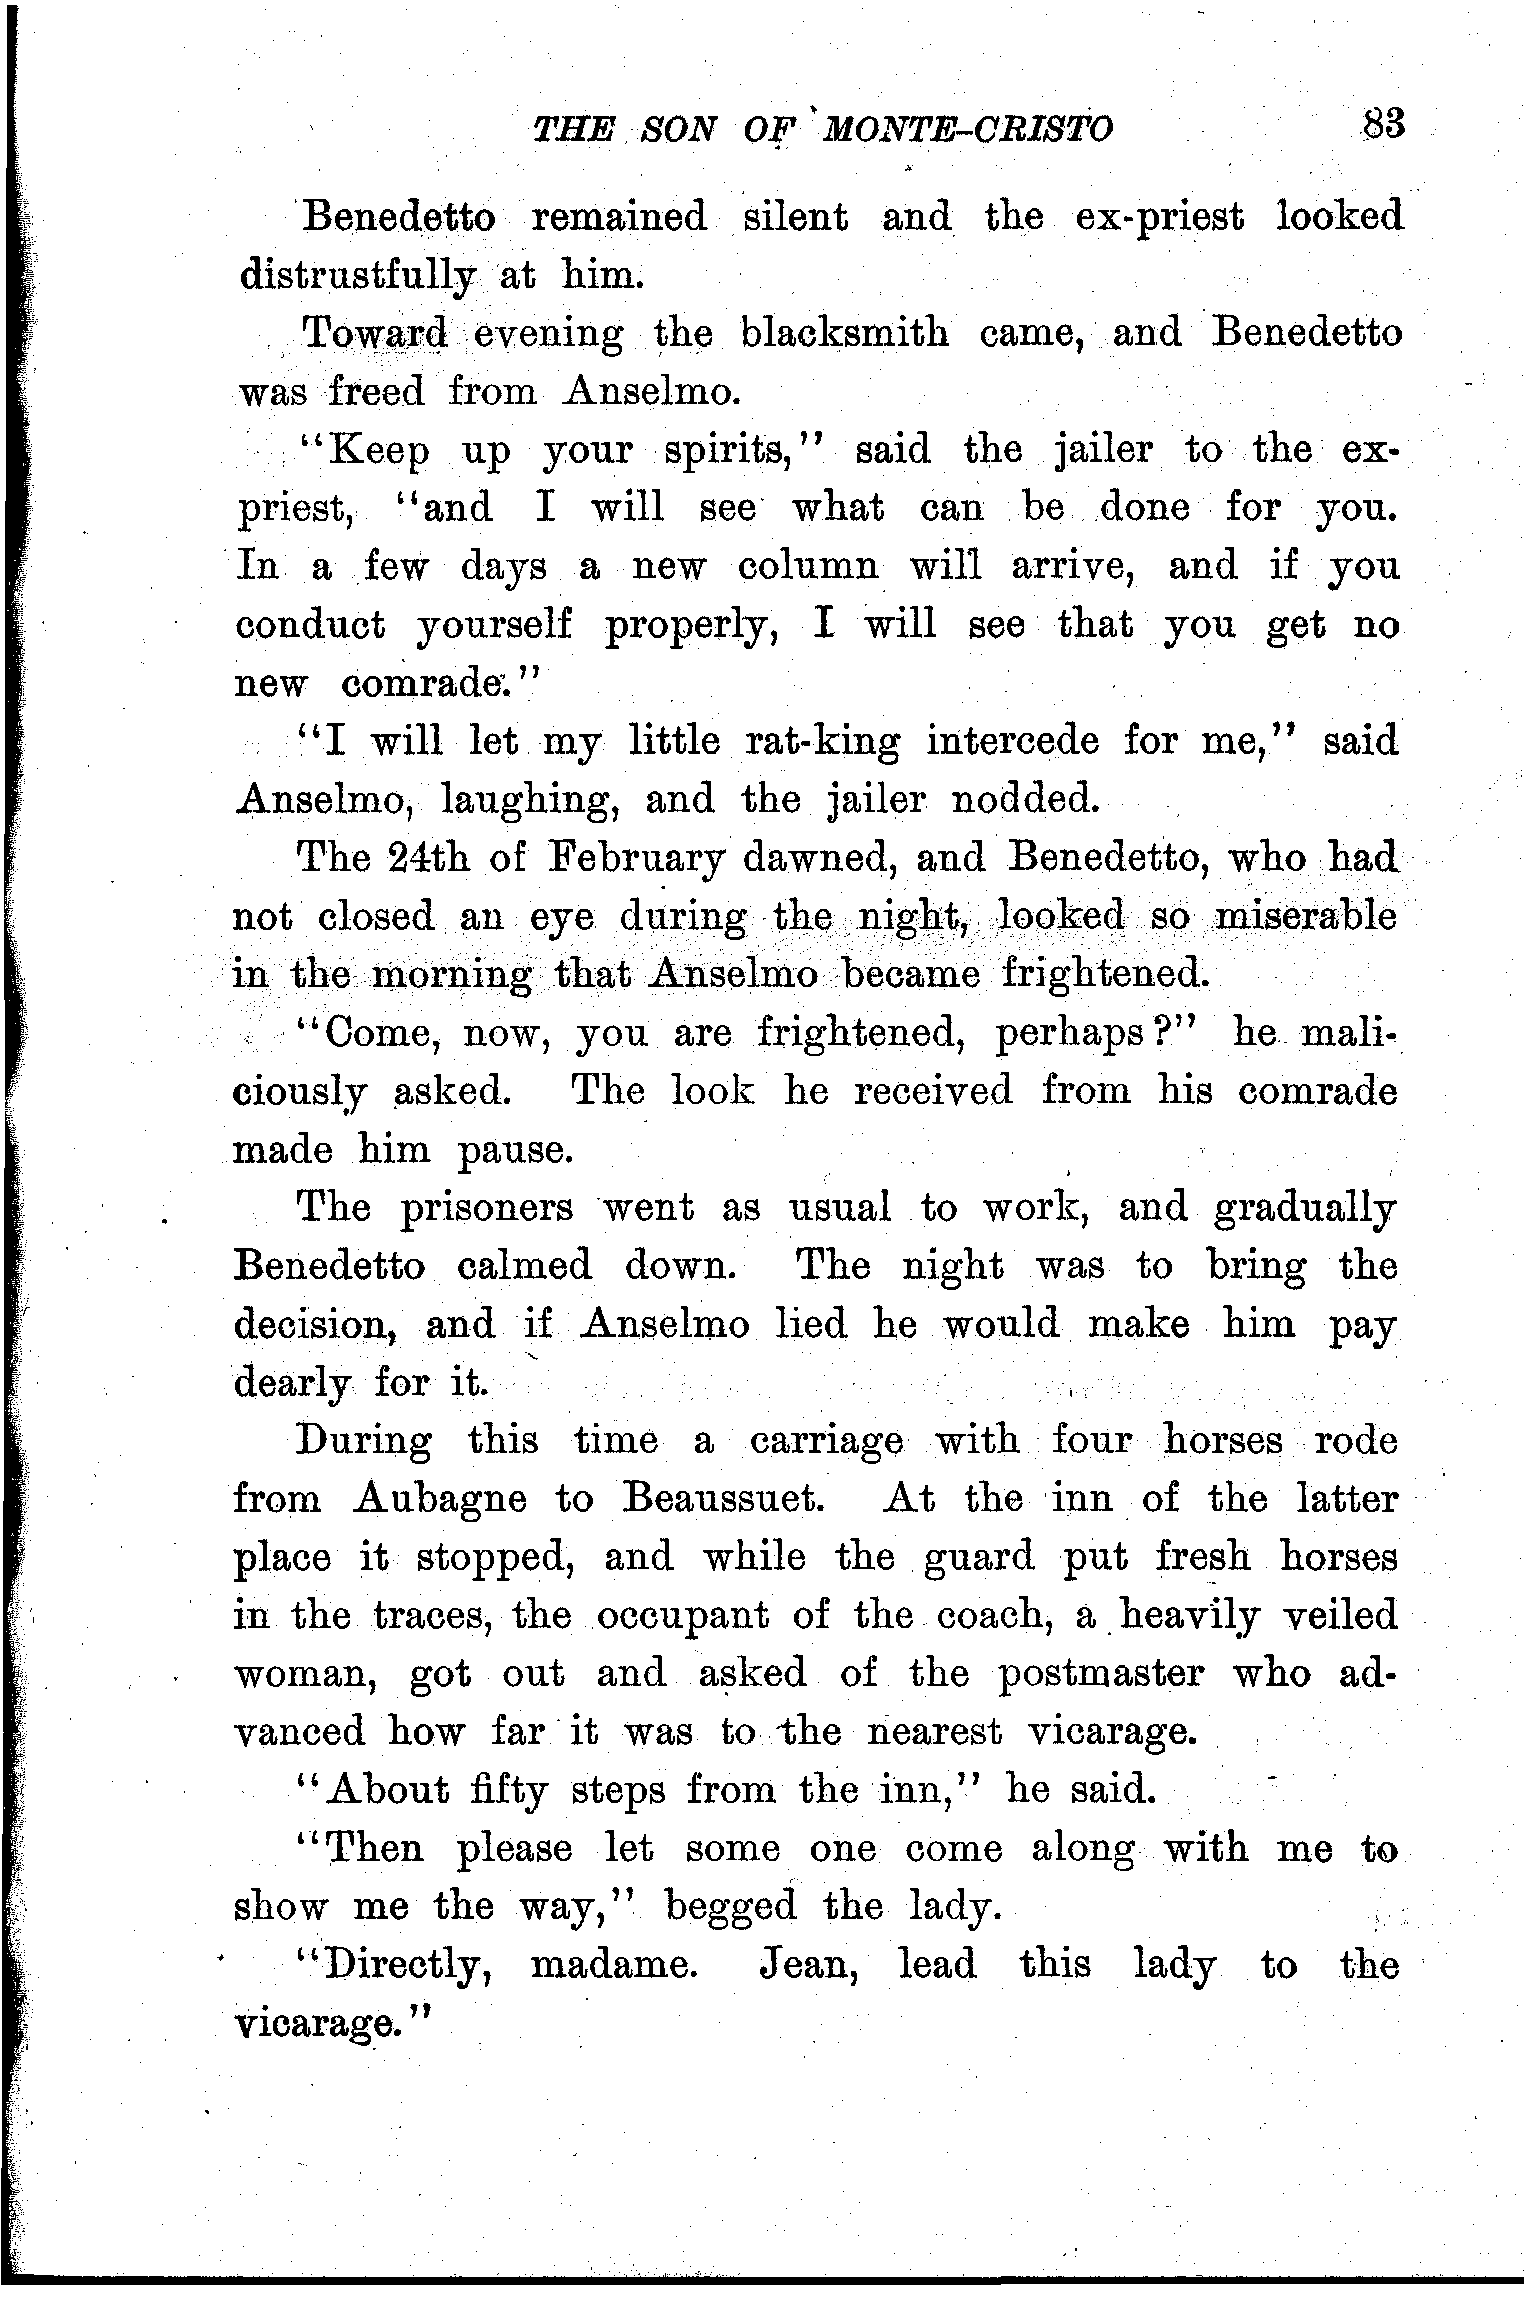 THE SON OF MONTE-CRISTO 83
Benedetto remained silent and the ex-priest looked
distrustfully at him.
Toward evening the blacksmith came, and Benedetto
was freed from Anselmo.
"Keep up your spirits," said the jailer to the ex-
priest, "and I will see what can be done for you.
In a few days a new column will arrive, and if you
conduct yourself properly, I will see that you get no
new comrade."
"I will let my little rat-king intercede for me," said
Anselmo, laughing, and the jailer nodded.
The 24th of February dawned, and Benedetto, who had
not closed an eye during the night, looked so miserable
in the morning that Anselmo became frightened.
"Come, now, you are frightened, perhaps?" he mali-
ciously asked. The look he received from his comrade
made him pause.
The prisoners went as usual to work, and gradually
Benedetto calmed down. The night was to bring the
decision, and if Anselmo lied he would make him pay
dearly for it.
During this time a carriage with four horses rode
from Aubagne to Beaussuet. At the inn of the latter
place it stopped, and while the guard put fresh horses
in the traces, the occupant of the coach, a heavily veiled
woman, got out and asked of the postmaster who ad-
vanced how far it was to the nearest vicarage.
"About fifty steps from the inn," he said.
"Then please let some one come along with me to
show me the way," begged the lady.
"Directly, madame. Jean, lead this lady to the
vicarage."